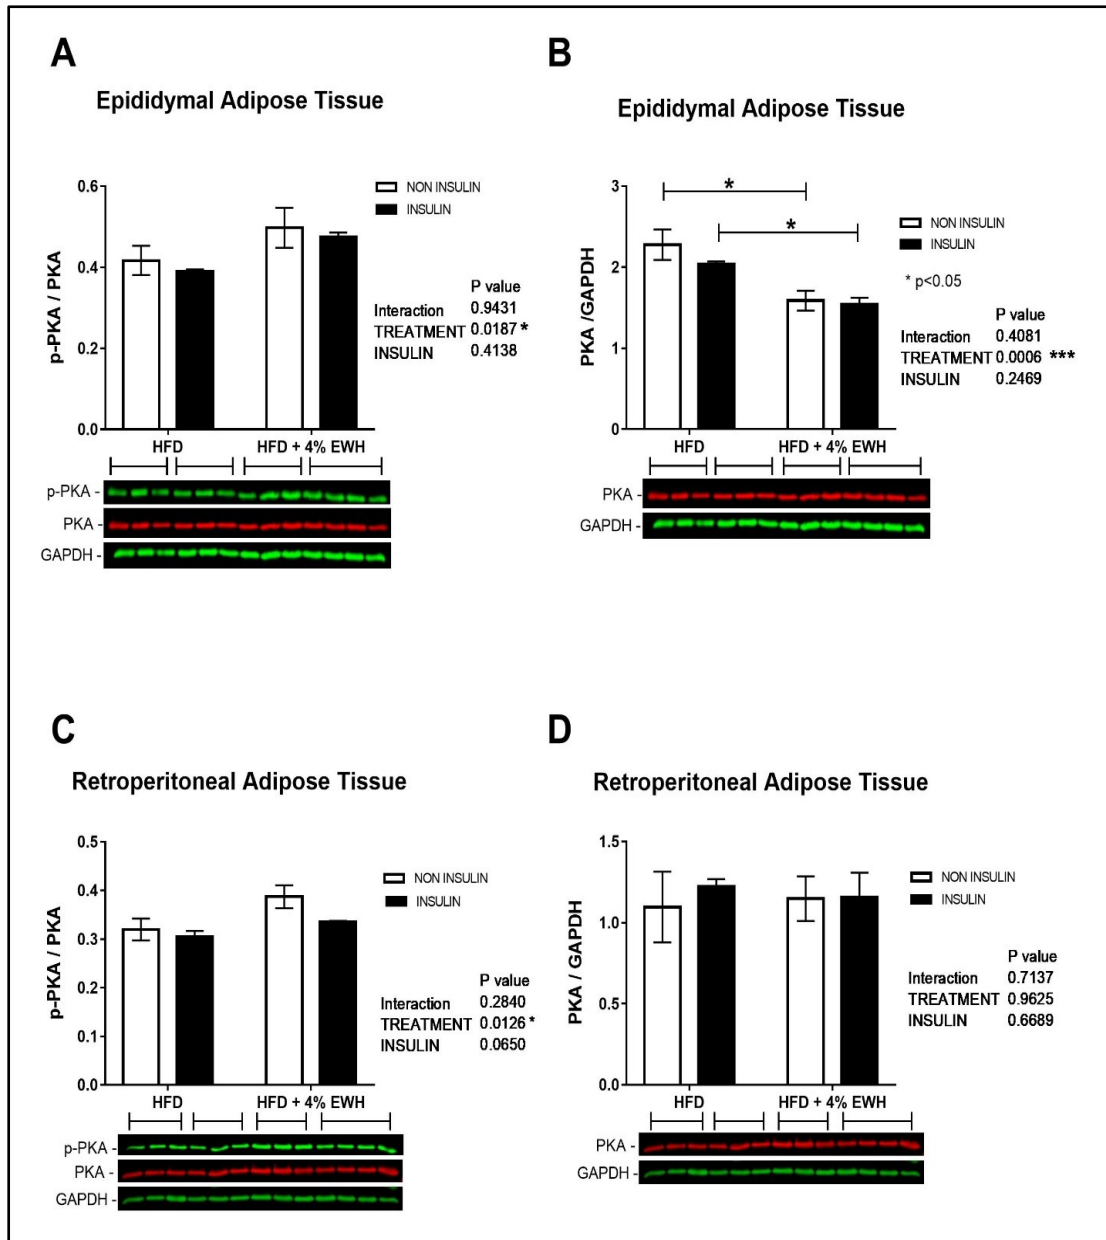 A
Epididymal Adipose Tissue
p-PKA / PKA
0.6
0.4
0.2
0.0
NON INSULIN
INSULIN
P value
Interaction 0.9431
TREATMENT 0.0187 *
INSULIN 0.4138
HFD HFD + 4% EWH
p-PKA -
PKA -
GAPDH -
B
Epididymal Adipose Tissue
PKA /GAPDH
3
2
1
0
*
*
NON INSULIN
INSULIN
* p<0.05
P value
Interaction 0.4081
TREATMENT 0.0006 ***
INSULIN 0.2469
HFD HFD + 4% EWH
PKA -
GAPDH -
C
Retroperitoneal Adipose Tissue
p-PKA / PKA
0.5
0.4
0.3
0.2
0.1
0.0
NON INSULIN
INSULIN
P value
Interaction 0.2840
TREATMENT 0.0126 *
INSULIN 0.0650
HFD HFD + 4% EWH
p-PKA -
PKA -
GAPDH -
D
Retroperitoneal Adipose Tissue
PKA / GAPDH
1.5
1.0
0.5
0.0
NON INSULIN
INSULIN
P value
Interaction 0.7137
TREATMENT 0.9625
INSULIN 0.6689
HFD HFD + 4% EWH
PKA -
GAPDH -